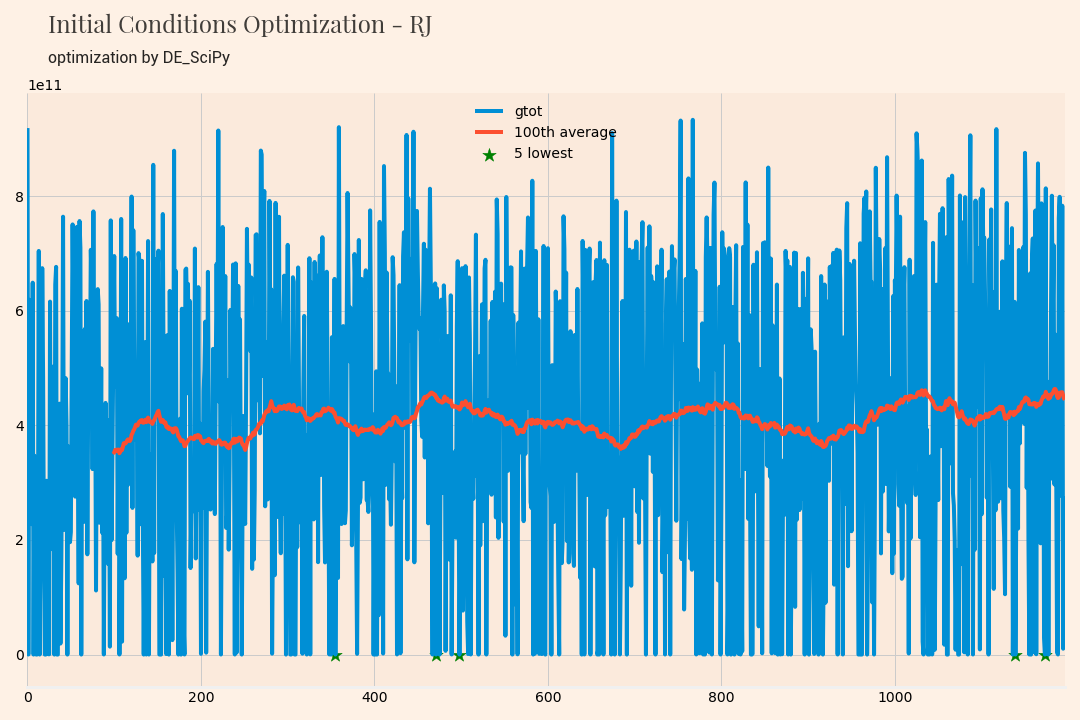 Initial Conditions Optimization - RJ
optimization by DE_SciPy
1e11
gtot
100th average
5 lowest
8
6
4
2
0
0 200 400 600 800 1000